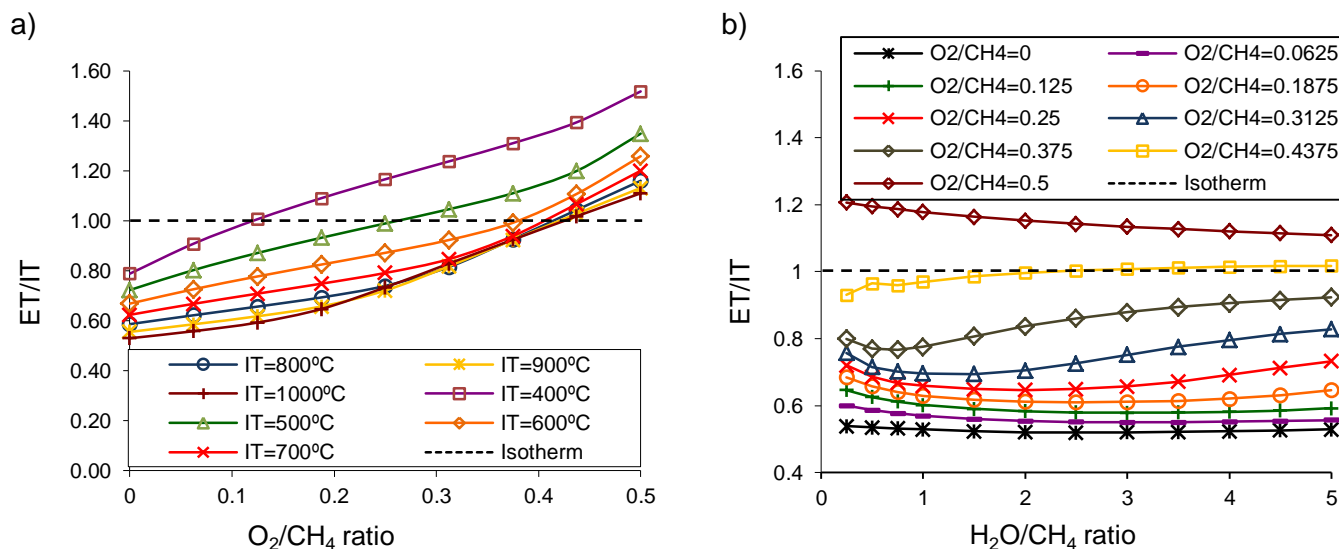 a)
ET/IT
1.60
1.40
1.20
1.00
0.80
0.60
0.40
0.20
0.00
IT=800ºC
IT=900ºC
IT=1000ºC
IT=400ºC
IT=500ºC
IT=600ºC
IT=700ºC
Isotherm
0
0.1
0.2
0.3
0.4
0.5
O2/CH4 ratio
b)
ET/IT
1.6
1.4
1.2
1
0.8
0.6
0.4
O2/CH4=0
O2/CH4=0.0625
O2/CH4=0.125
O2/CH4=0.1875
O2/CH4=0.25
O2/CH4=0.3125
O2/CH4=0.375
O2/CH4=0.4375
O2/CH4=0.5
Isotherm
0
1
2
3
4
5
H2O/CH4 ratio